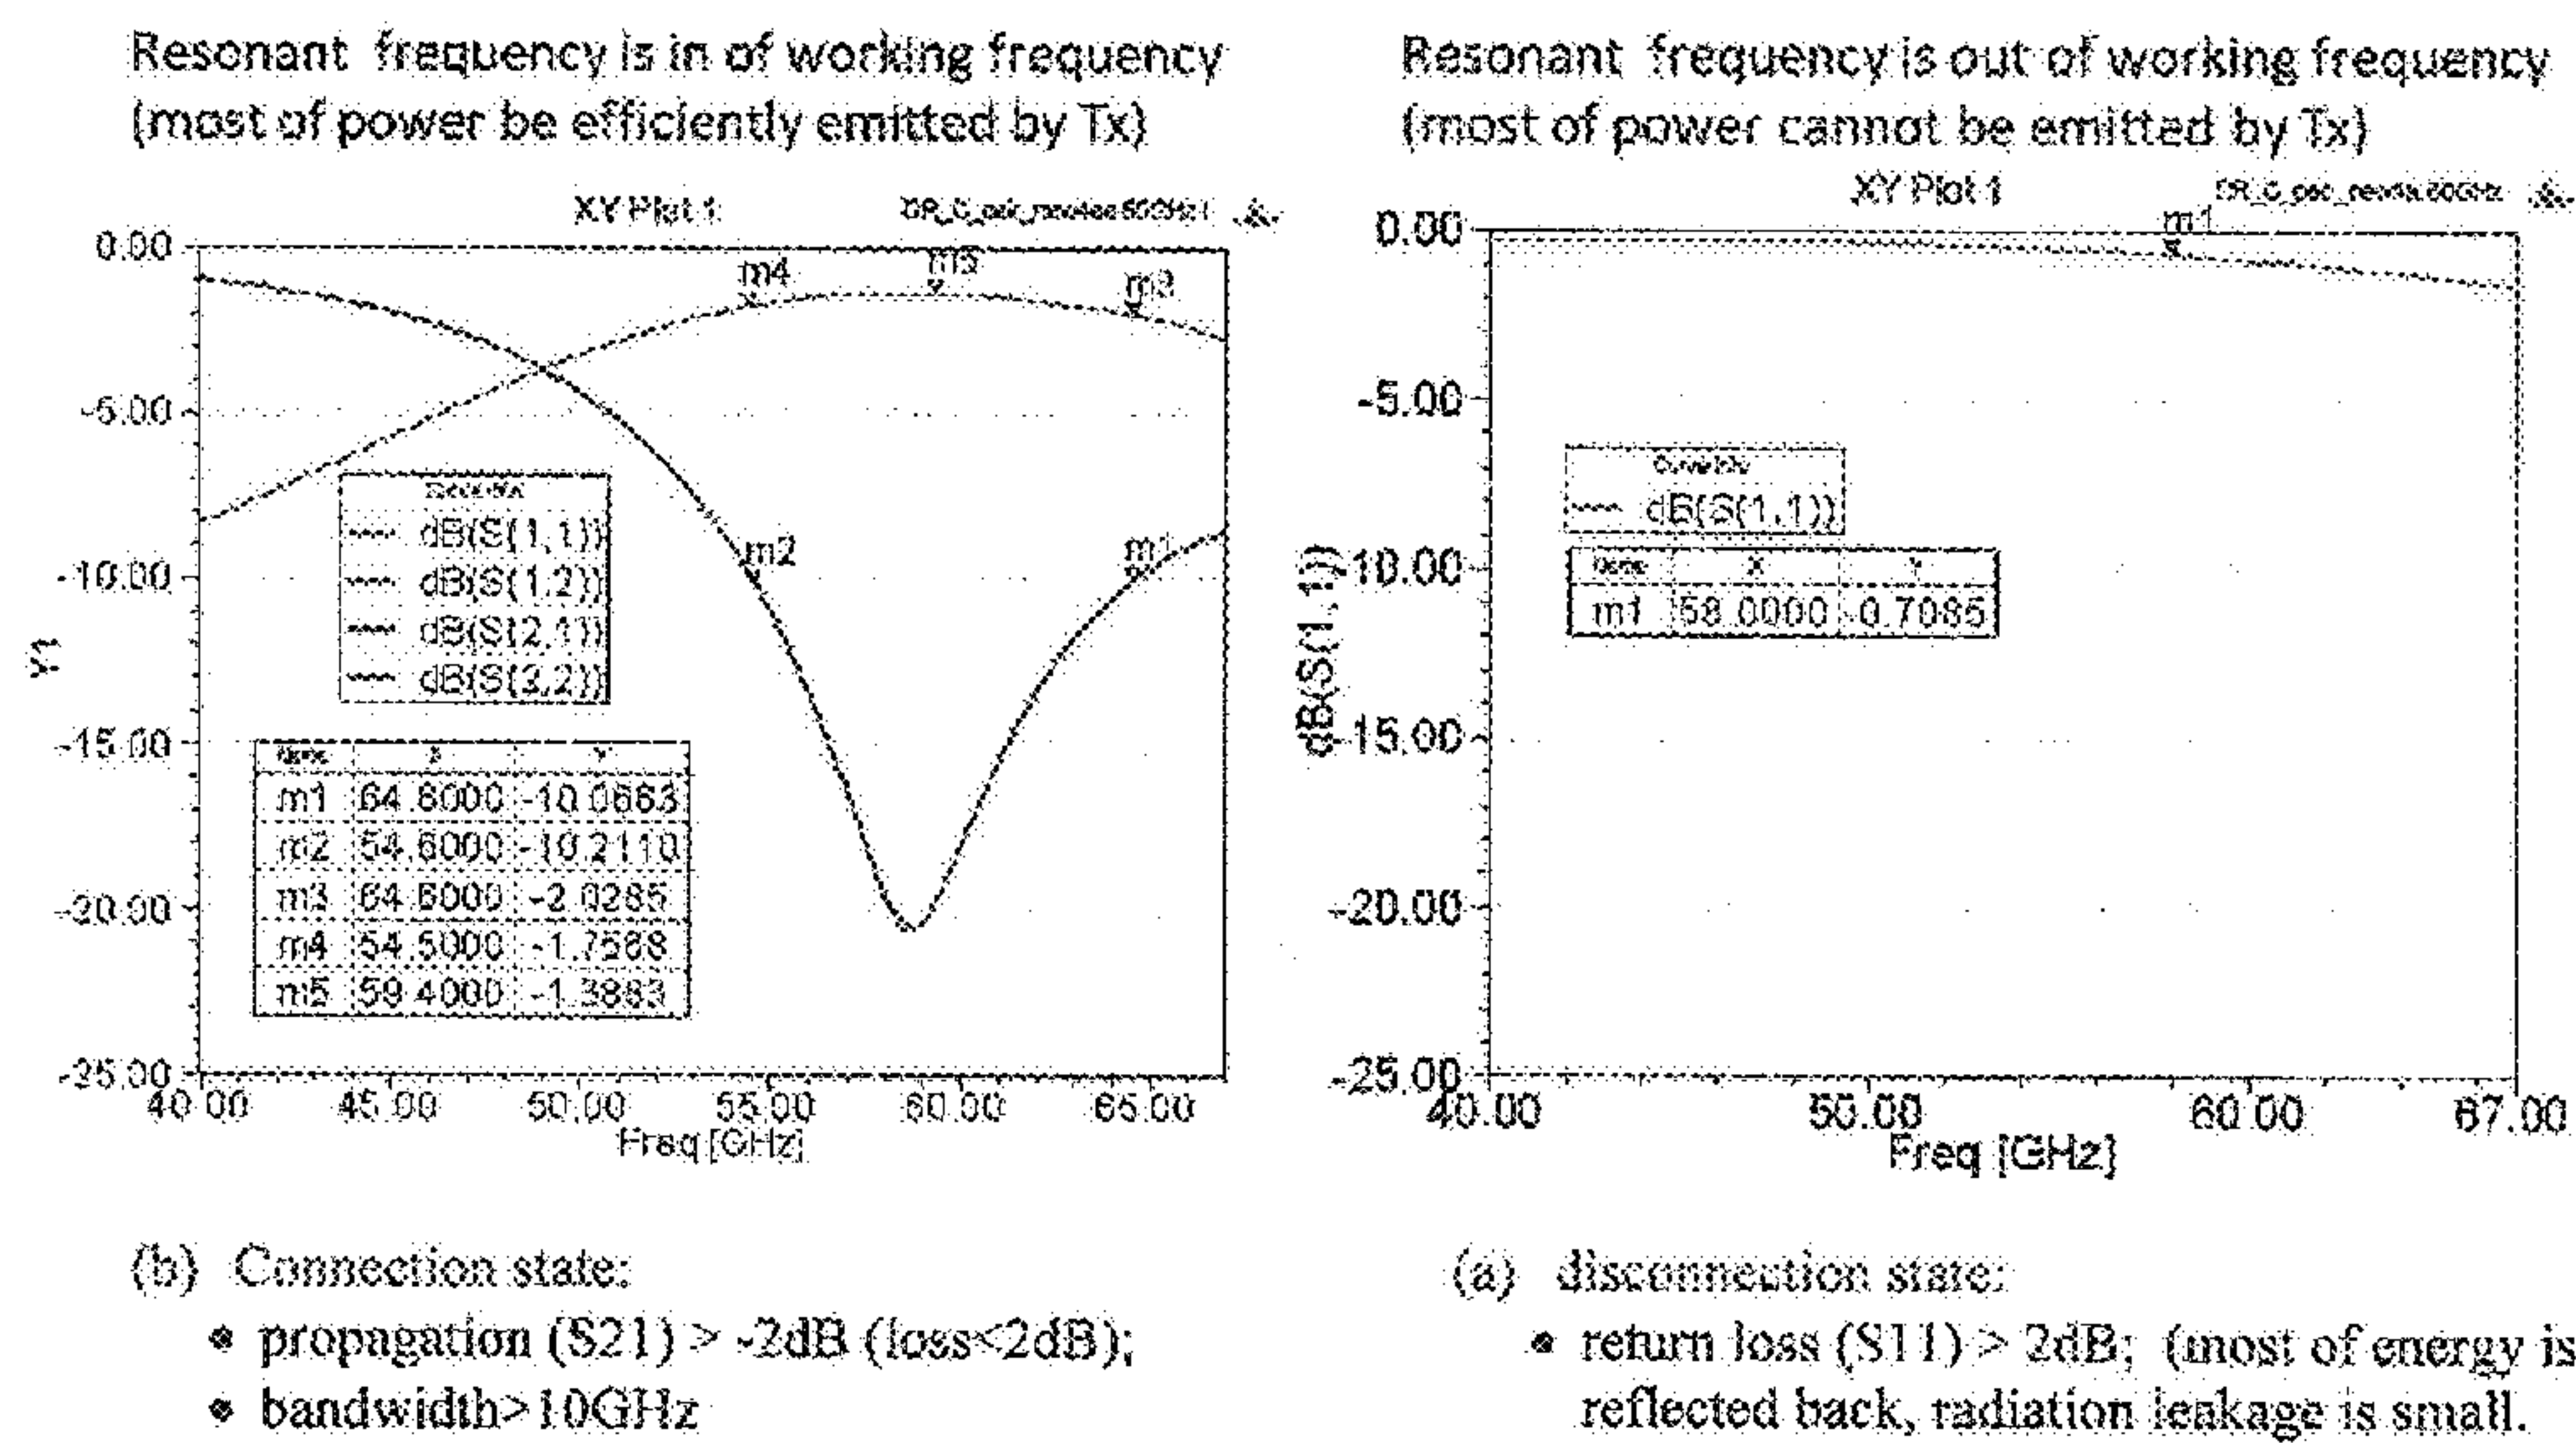 Resonant frequency is in of working frequency
(most of power be efficiently emitted by Tx)
XY Plot 1
0.00
-5.00
-10.00
-15.00
-20.00
-25.00
Y1
m4
m5
m3
m2
m1
dB(S(1,1))
dB(S(1,2))
dB(S(2,1))
m1 64.6000 -10.0663
m2 54.6000 -10.2110
m3 64.6000 -2.0285
m4 54.5000 -1.7568
m5 59.4000 -1.3883
40.00 45.00 50.00 55.00 60.00 65.00
Freq [GHz]
(b) Connection state:
• propagation (S21) > -2dB (loss<2dB);
• bandwidth>10GHz
Resonant frequency is out of working frequency
(most of power cannot be emitted by Tx)
XY Plot 1
m1
0.00
-5.00
-10.00
-15.00
-20.00
-25.00
dB(S(1,1))
dB(S(1,1))
X Y
m1 58.0000 -0.7085
40.00 50.00 60.00 67.00
Freq [GHz]
(a) disconnection state:
• return loss (S11) > 2dB; (most of energy is
reflected back, radiation leakage is small.